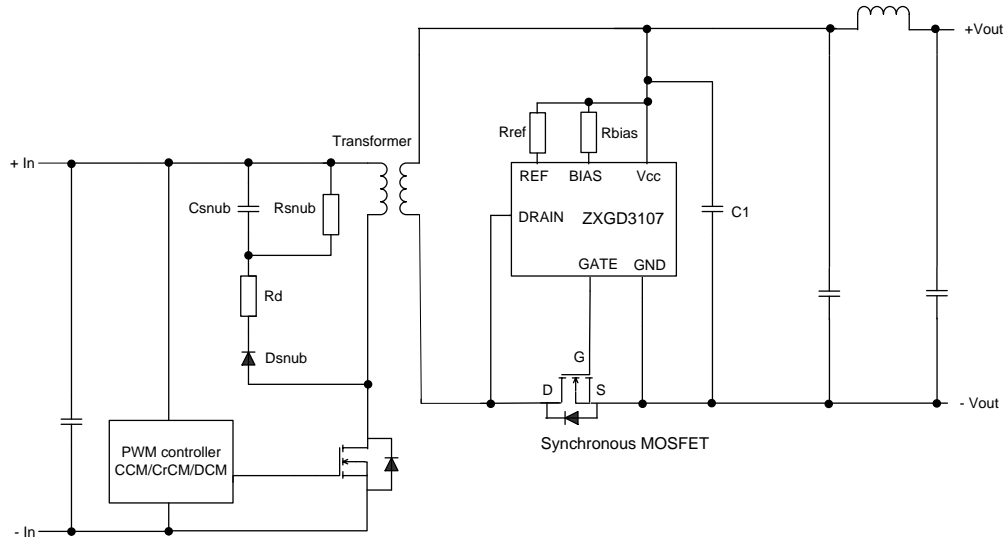 +Vout
Rref
Rbias
Transformer
+ In
REF
BIAS
Vcc
Csnub
Rsnub
DRAIN
ZXGD3107
C1
GATE
GND
Rd
Dsnub
G
D
S
- Vout
Synchronous MOSFET
PWM controller
CCM/CrCM/DCM
- In